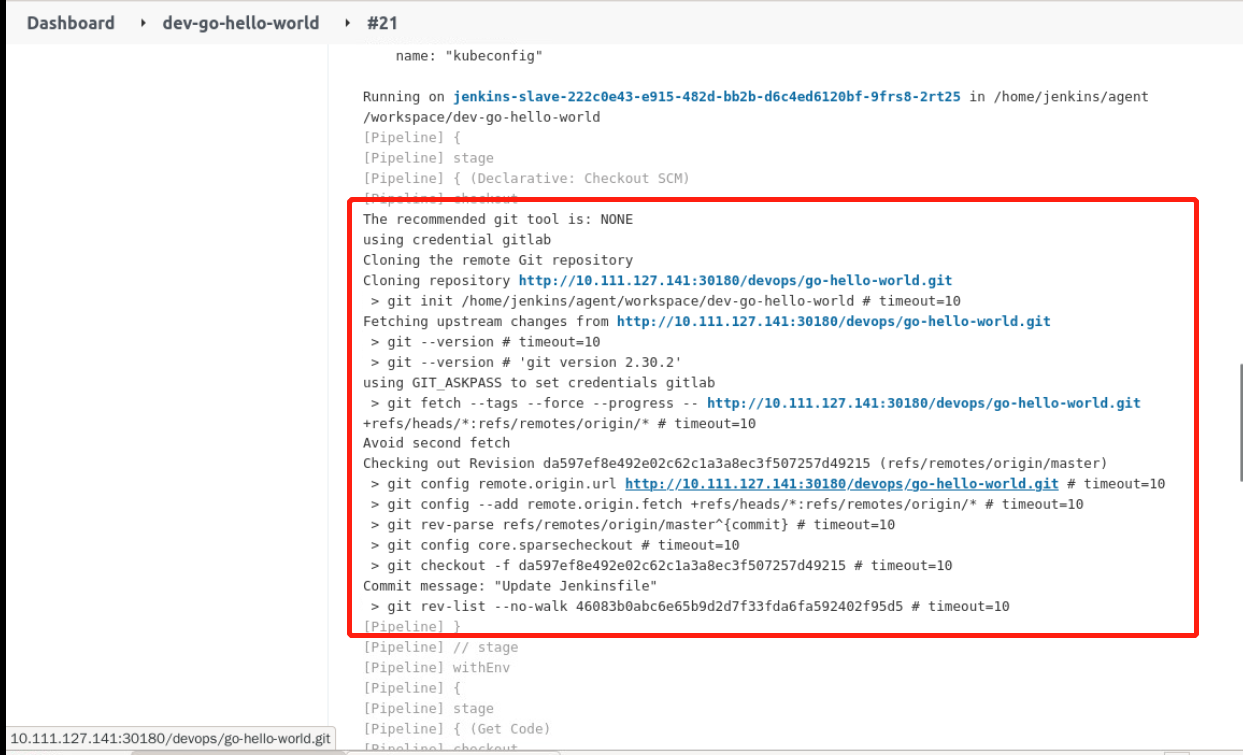 Dashboard ‣ dev-go-hello-world ‣ #21
name: "kubeconfig"
Running on jenkins-slave-222c0e43-e915-482d-bb2b-d6c4ed6120bf-9frs8-2rt25 in /home/jenkins/agent
/workspace/dev-go-hello-world
[Pipeline] {
[Pipeline] stage
[Pipeline] { (Declarative: Checkout SCM)
[Pipeline] checkout
The recommended git tool is: NONE
using credential gitlab
Cloning the remote Git repository
Cloning repository http://10.111.127.141:30180/devops/go-hello-world.git
 > git init /home/jenkins/agent/workspace/dev-go-hello-world # timeout=10
Fetching upstream changes from http://10.111.127.141:30180/devops/go-hello-world.git
 > git --version # timeout=10
 > git --version # 'git version 2.30.2'
using GIT_ASKPASS to set credentials gitlab
 > git fetch --tags --force --progress -- http://10.111.127.141:30180/devops/go-hello-world.git
+refs/heads/*:refs/remotes/origin/* # timeout=10
Avoid second fetch
Checking out Revision da597ef8e492e02c62c1a3a8ec3f507257d49215 (refs/remotes/origin/master)
 > git config remote.origin.url http://10.111.127.141:30180/devops/go-hello-world.git # timeout=10
 > git config --add remote.origin.fetch +refs/heads/*:refs/remotes/origin/* # timeout=10
 > git rev-parse refs/remotes/origin/master^{commit} # timeout=10
 > git config core.sparsecheckout # timeout=10
 > git checkout -f da597ef8e492e02c62c1a3a8ec3f507257d49215 # timeout=10
Commit message: "Update Jenkinsfile"
 > git rev-list --no-walk 46083b0abc6e65b9d2d7f33fda6fa592402f95d5 # timeout=10
[Pipeline] }
[Pipeline] // stage
[Pipeline] withEnv
[Pipeline] {
[Pipeline] stage
[Pipeline] { (Get Code)
[Pipeline] checkout
10.111.127.141:30180/devops/go-hello-world.git